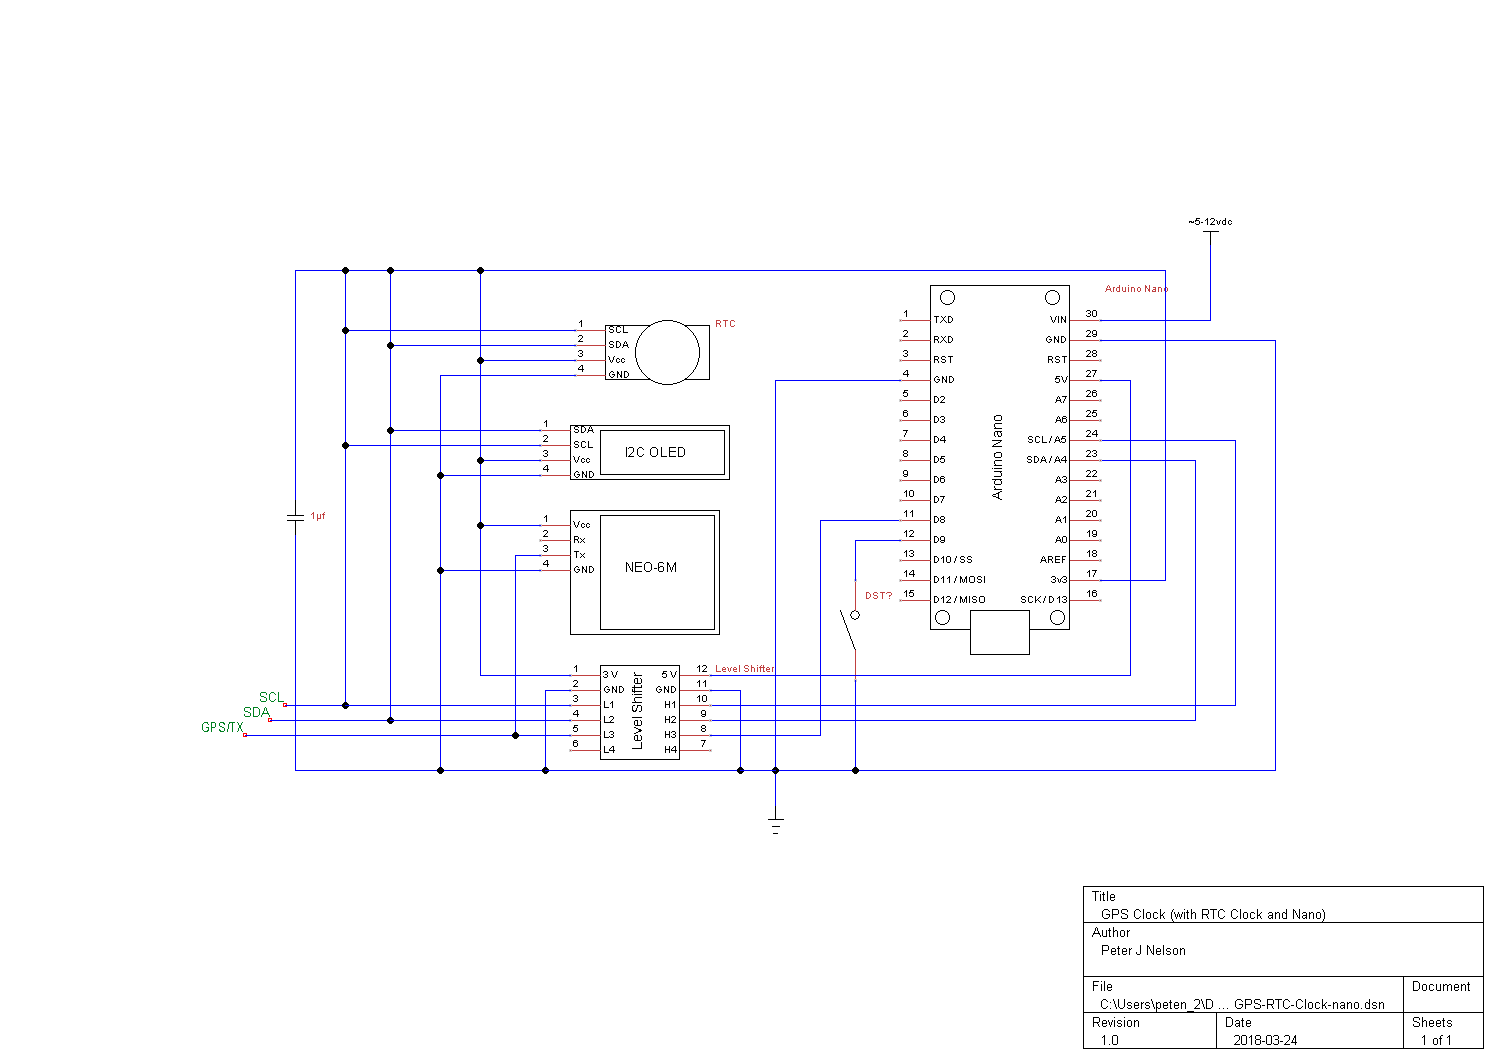 ~5-12vdc
Arduino Nano
1 SCL
2 SDA
3 Vcc
4 GND
RTC
1 SDA
2 SCL
3 Vcc
4 GND
I2C OLED
1µf
1 Vcc
2 Rx
3 Tx
4 GND
NEO-6M
1 TXD
2 RXD
3 RST
4 GND
5 D2
6 D3
7 D4
8 D5
9 D6
10 D7
11 D8
12 D9
13 D10/SS
14 D11/MOSI
15 D12/MISO
Arduino Nano
VIN 30
GND 29
RST 28
5V 27
A7 26
A6 25
SCL/A5 24
SDA/A4 23
A3 22
A2 21
A1 20
A0 19
AREF 18
3v3 17
SCK/D13 16
DST?
SCL
SDA
GPS/TX
1 3V
2 GND
3 L1
4 L2
5 L3
6 L4
Level Shifter
5V 12
GND 11
H1 10
H2 9
H3 8
H4 7
Level Shifter
Title
GPS Clock (with RTC Clock and Nano)
Author
Peter J Nelson
File
C:\Users\peten_2\D ... GPS-RTC-Clock-nano.dsn
Document
Revision
1.0
Date
2018-03-24
Sheets
1 of 1